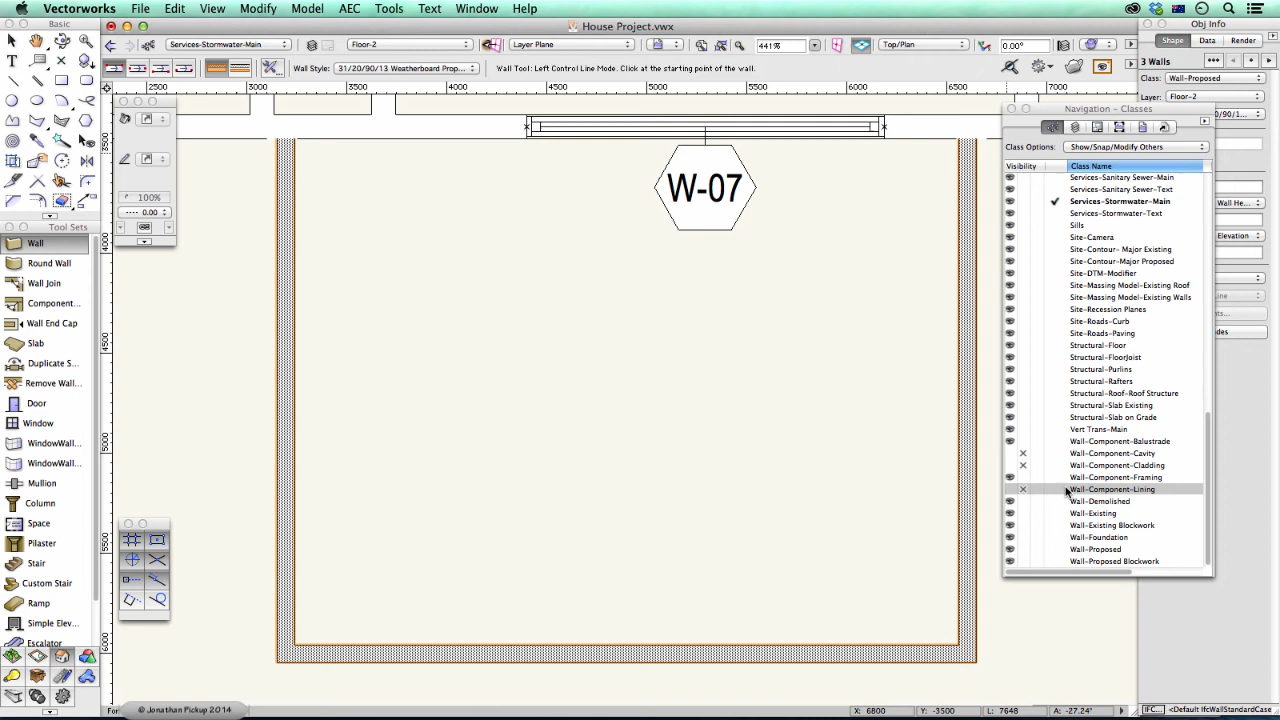 Vectorworks File Edit View Modify Model AEC Tools Text Window Help
Basic
House Project.vwx
Obj Info
Services-Stormwater-Main
Floor-2
Layer Plane
441%
Top/Plan
0.00°
Shape Data Render
Wall Style: 31/20/90/13 Weatherboard Prop...
Wall Tool: Left Control Line Mode. Click at the starting point of the wall.
3 Walls
Class: Wall-Proposed
Layer: Floor-2
2500 3000 3500 4000 4500 5000 5500 6000 7000
3500
4000
4500
5000
5500
6000
100%
0.00
W-07
Navigation - Classes
Class Options: Show/Snap/Modify Others
Visibility Class Name
Services-Sanitary Sewer-Main
Services-Sanitary Sewer-Text
Services-Stormwater-Main
Services-Stormwater-Text
Sills
Site-Camera
Site-Contour- Major Existing
Site-Contour-Major Proposed
Site-DTM-Modifier
Site-Massing Model-Existing Roof
Site-Massing Model-Existing Walls
Site-Recession Planes
Site-Roads-Curb
Site-Roads-Paving
Structural-Floor
Structural-FloorJoist
Structural-Purlins
Structural-Rafters
Structural-Roof-Roof Structure
Structural-Slab Existing
Structural-Slab on Grade
Vert Trans-Main
Wall-Component-Balustrade
Wall-Component-Cavity
Wall-Component-Cladding
Wall-Component-Framing
Wall-Component-Lining
Wall-Demolished
Wall-Existing
Wall-Existing Blockwork
Wall-Foundation
Wall-Proposed
Wall-Proposed Blockwork
0/90/1...
Wall He...
Elevation
Tool Sets
Wall
Round Wall
Wall Join
Component...
Wall End Cap
Slab
Duplicate S...
Remove Wall...
Door
Window
WindowWall...
WindowWall...
Mullion
Column
Space
Pilaster
Stair
Custom Stair
Ramp
Simple Elev...
Escalator
© Jonathan Pickup 2014
X: 6800 Y: -3500 L: 7648 A: -27.24°
IFC... <Default IfcWallStandardCase